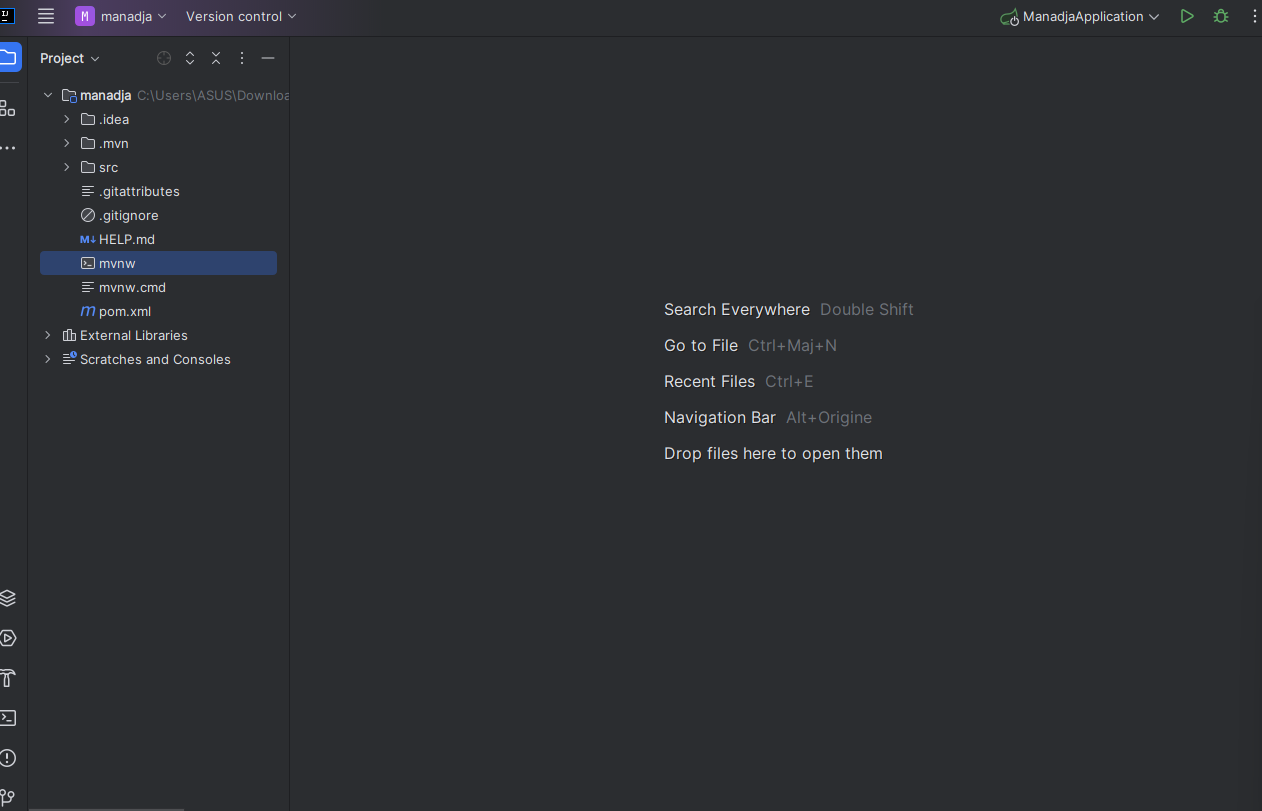 M manadja Version control ManadjaApplication
Project
manadja C:\Users\ASUS\Downloa
.idea
.mvn
src
.gitattributes
.gitignore
M↓ HELP.md
mvnw
mvnw.cmd
m pom.xml
External Libraries
Scratches and Consoles
Search Everywhere Double Shift
Go to File Ctrl+Maj+N
Recent Files Ctrl+E
Navigation Bar Alt+Origine
Drop files here to open them